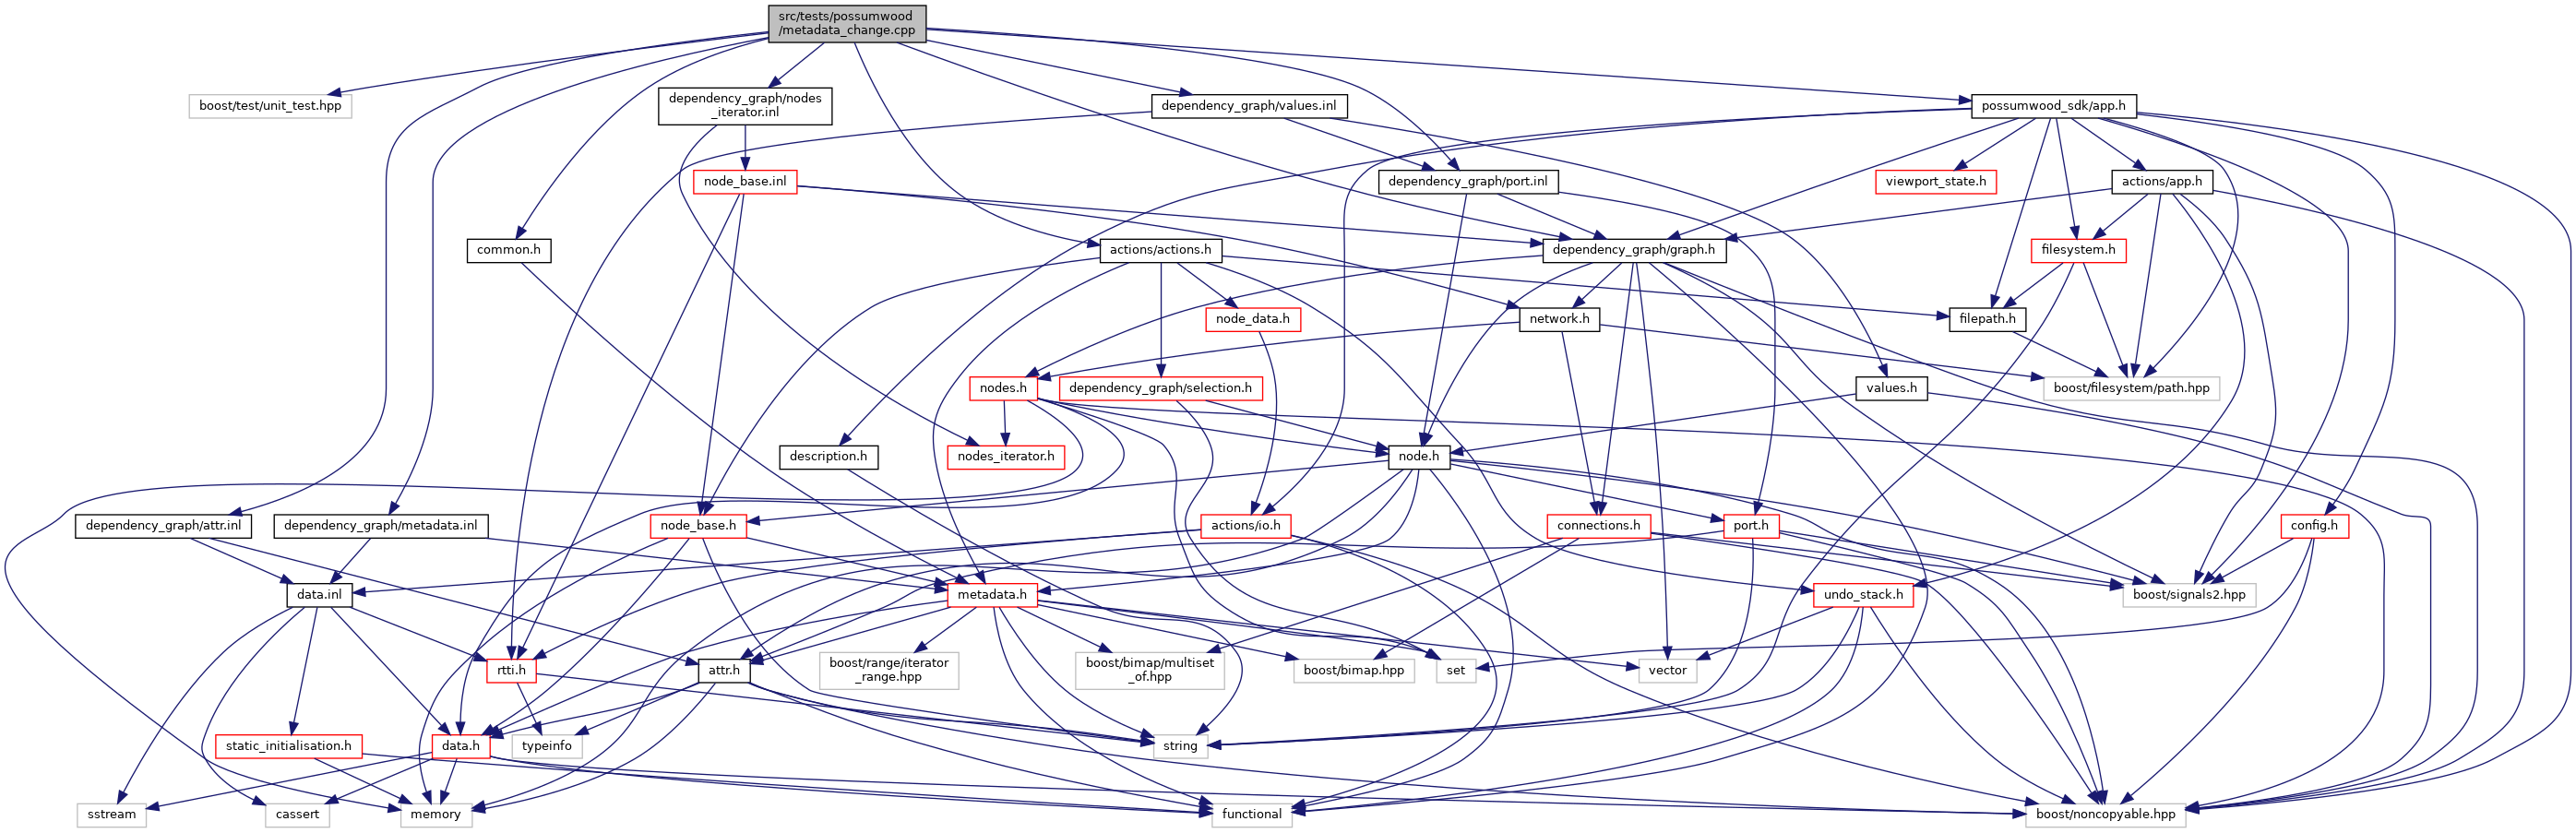 src/tests/possumwood
/metadata_change.cpp
boost/test/unit_test.hpp
dependency_graph/nodes
_iterator.inl
dependency_graph/values.inl
possumwood_sdk/app.h
node_base.inl
dependency_graph/port.inl
viewport_state.h
actions/app.h
common.h
actions/actions.h
dependency_graph/graph.h
filesystem.h
node_data.h
network.h
filepath.h
nodes.h
dependency_graph/selection.h
values.h
boost/filesystem/path.hpp
description.h
nodes_iterator.h
node.h
dependency_graph/attr.inl
dependency_graph/metadata.inl
node_base.h
actions/io.h
connections.h
port.h
config.h
data.inl
metadata.h
undo_stack.h
boost/signals2.hpp
rtti.h
attr.h
boost/range/iterator
_range.hpp
boost/bimap/multiset
_of.hpp
boost/bimap.hpp
set
vector
static_initialisation.h
data.h
typeinfo
string
sstream
cassert
memory
functional
boost/noncopyable.hpp